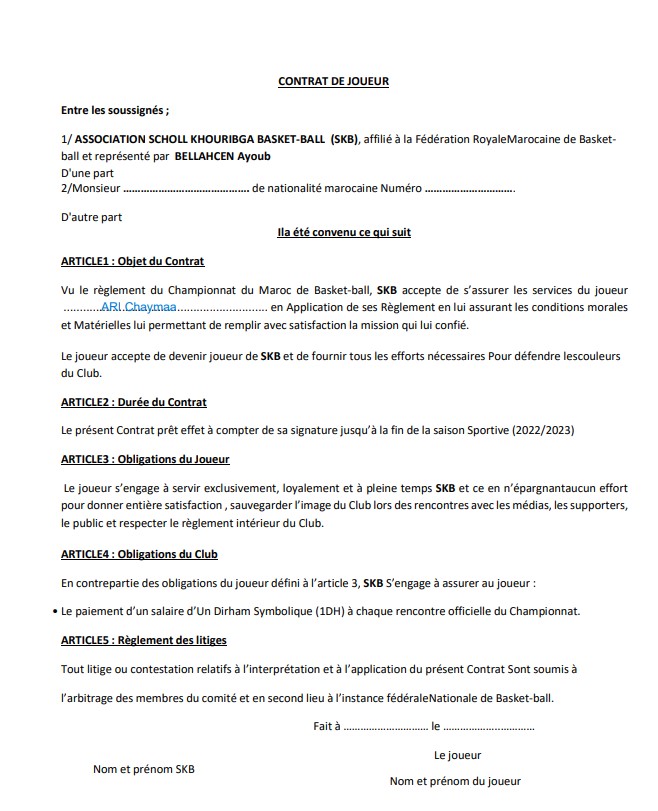 CONTRAT DE JOUEUR
Entre les soussignés ;
1/ ASSOCIATION SCHOLL KHOURIBGA BASKET-BALL (SKB), affilié à la Fédération RoyaleMarocaine de Basket-
ball et représenté par BELLAHCEN Ayoub
D'une part
2/Monsieur ……………………………………. de nationalité marocaine Numéro ………………………….
D'autre part
Ila été convenu ce qui suit
ARTICLE1 : Objet du Contrat
Vu le règlement du Championnat du Maroc de Basket-ball, SKB accepte de s’assurer les services du joueur
..........ARI Chaymaa............................ en Application de ses Règlement en lui assurant les conditions morales
et Matérielles lui permettant de remplir avec satisfaction la mission qui lui confié.
Le joueur accepte de devenir joueur de SKB et de fournir tous les efforts nécessaires Pour défendre lescouleurs
du Club.
ARTICLE2 : Durée du Contrat
Le présent Contrat prêt effet à compter de sa signature jusqu’à la fin de la saison Sportive (2022/2023)
ARTICLE3 : Obligations du Joueur
Le joueur s’engage à servir exclusivement, loyalement et à pleine temps SKB et ce en n’épargnantaucun effort
pour donner entière satisfaction , sauvegarder l’image du Club lors des rencontres avec les médias, les supporters,
le public et respecter le règlement intérieur du Club.
ARTICLE4 : Obligations du Club
En contrepartie des obligations du joueur défini à l’article 3, SKB S’engage à assurer au joueur :
• Le paiement d’un salaire d’Un Dirham Symbolique (1DH) à chaque rencontre officielle du Championnat.
ARTICLE5 : Règlement des litiges
Tout litige ou contestation relatifs à l’interprétation et à l’application du présent Contrat Sont soumis à
l’arbitrage des membres du comité et en second lieu à l’instance fédéraleNationale de Basket-ball.
Fait à ………………………… le …………………………
Le joueur
Nom et prénom SKB
Nom et prénom du joueur